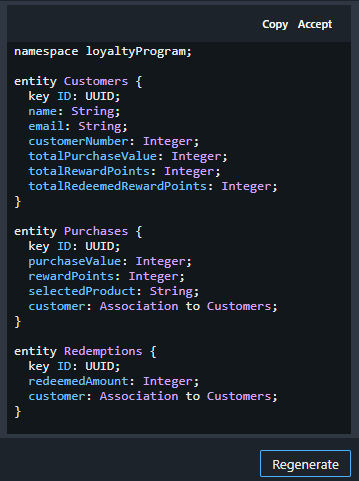 Copy Accept
namespace loyaltyProgram;
entity Customers {
key ID: UUID;
name: String;
email: String;
customerNumber: Integer;
totalPurchaseValue: Integer;
totalRewardPoints: Integer;
totalRedeemedRewardPoints: Integer;
}
entity Purchases {
key ID: UUID;
purchaseValue: Integer;
rewardPoints: Integer;
selectedProduct: String;
customer: Association to Customers;
}
entity Redemptions {
key ID: UUID;
redeemedAmount: Integer;
customer: Association to Customers;
}
Regenerate